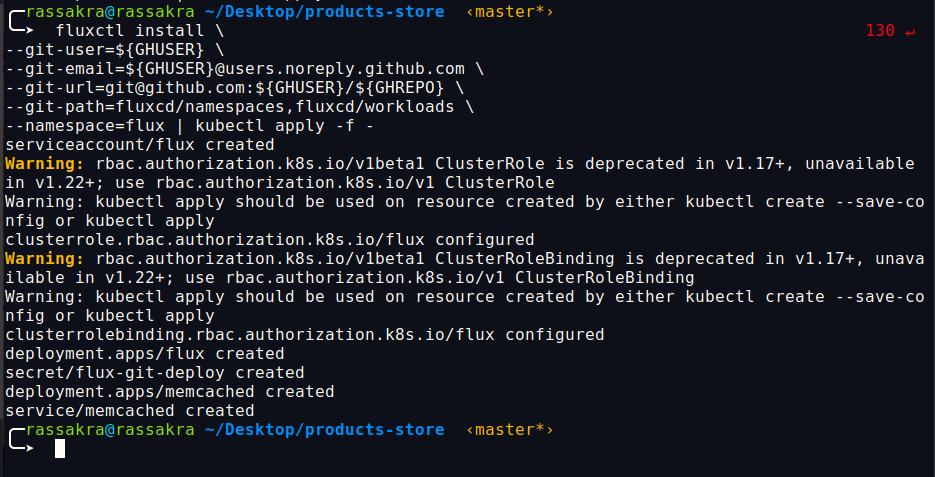 rassakra@rassakra ~/Desktop/products-store ‹master*›
➤ fluxctl install \ 130 ↵
--git-user=${GHUSER} \
--git-email=${GHUSER}@users.noreply.github.com \
--git-url=git@github.com:${GHUSER}/${GHREPO} \
--git-path=fluxcd/namespaces,fluxcd/workloads \
--namespace=flux | kubectl apply -f -
serviceaccount/flux created
Warning: rbac.authorization.k8s.io/v1beta1 ClusterRole is deprecated in v1.17+, unavailable
in v1.22+; use rbac.authorization.k8s.io/v1 ClusterRole
Warning: kubectl apply should be used on resource created by either kubectl create --save-co
nfig or kubectl apply
clusterrole.rbac.authorization.k8s.io/flux configured
Warning: rbac.authorization.k8s.io/v1beta1 ClusterRoleBinding is deprecated in v1.17+, unava
ilable in v1.22+; use rbac.authorization.k8s.io/v1 ClusterRoleBinding
Warning: kubectl apply should be used on resource created by either kubectl create --save-co
nfig or kubectl apply
clusterrolebinding.rbac.authorization.k8s.io/flux configured
deployment.apps/flux created
secret/flux-git-deploy created
deployment.apps/memcached created
service/memcached created
rassakra@rassakra ~/Desktop/products-store ‹master*›
➤